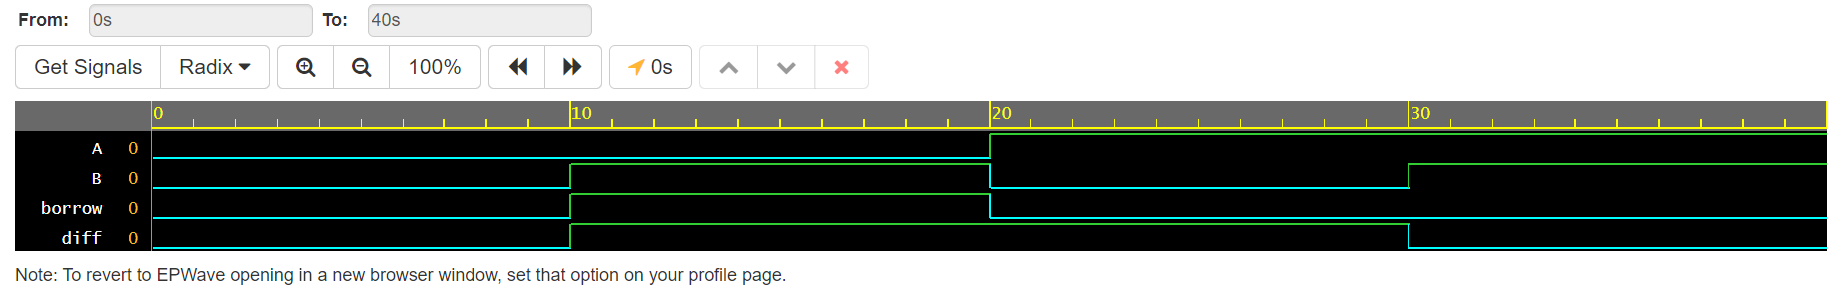 From: 0s To: 40s
Get Signals Radix 100% 0s
0 10 20 30
A 0
B 0
borrow 0
diff 0
Note: To revert to EPWave opening in a new browser window, set that option on your profile page.